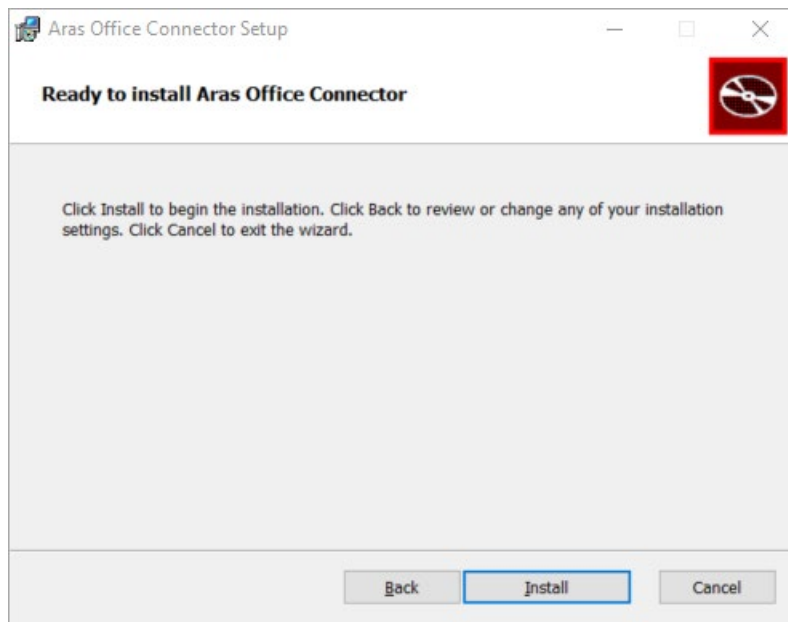 Aras Office Connector Setup
Ready to install Aras Office Connector
Click Install to begin the installation. Click Back to review or change any of your installation
settings. Click Cancel to exit the wizard.
Back
Install
Cancel